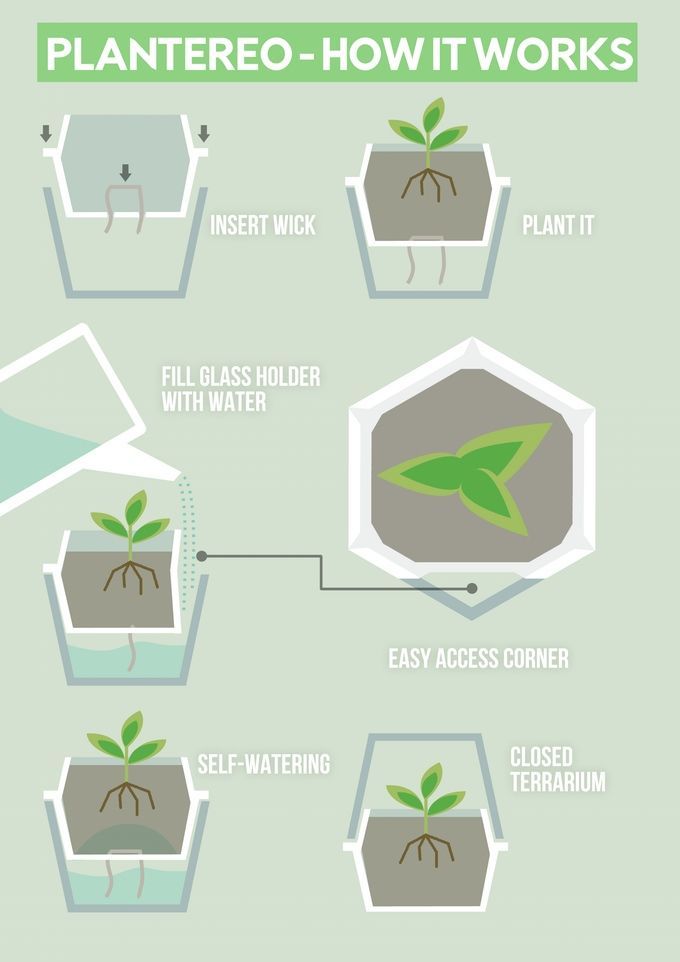 PLANTEREO - HOW IT WORKS
INSERT WICK
PLANT IT
FILL GLASS HOLDER
WITH WATER
EASY ACCESS CORNER
SELF-WATERING
CLOSED
TERRARIUM